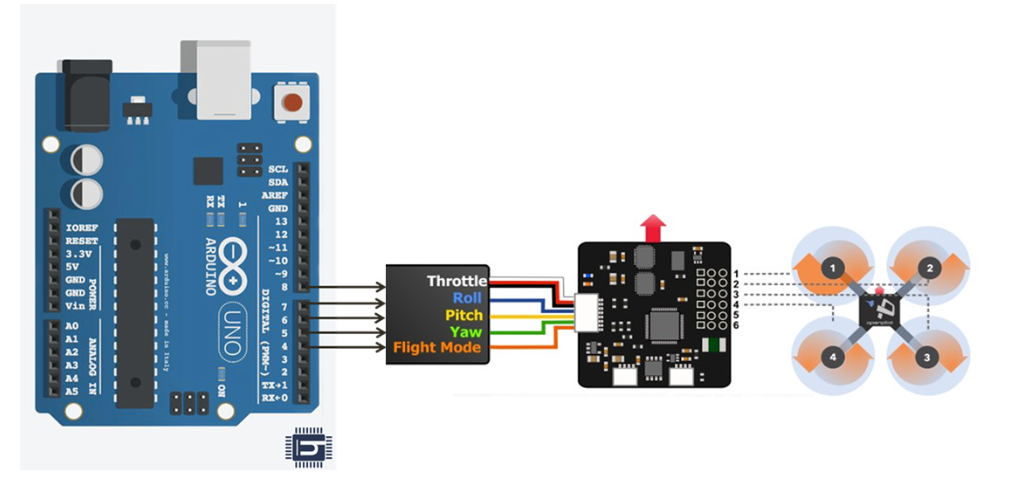 SCL
SDA
AREF
GND
13
12
~11
~10
~9
8
7
~6
~5
4
~3
2
TX→1
RX←0
DIGITAL (PWM~)
IOREF
RESET
3.3V
5V
GND
GND
Vin
POWER
A0
A1
A2
A3
A4
A5
ANALOG IN
www.arduino.cc - made in Italy
RX
TX
1
ARDUINO
UNO
ON
Throttle
Roll
Pitch
Yaw
Flight Mode
1
2
3
4
5
6
1
2
4
3